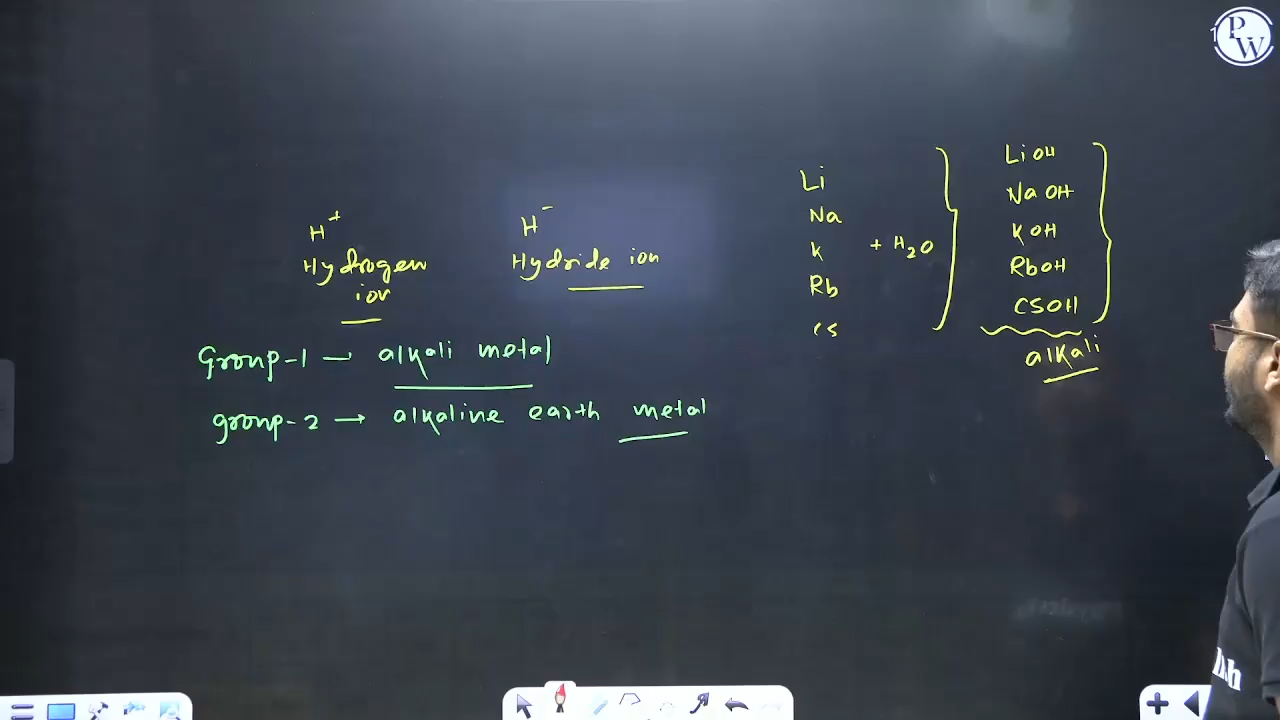 PW
H+
Hydrogen
ion
H-
Hydride ion
Group-1 → alkali metal
group-2 → alkaline earth metal
Li
Na
K
Rb
Cs
+ H2O
LiOH
NaOH
KOH
RbOH
CSOH
alkali